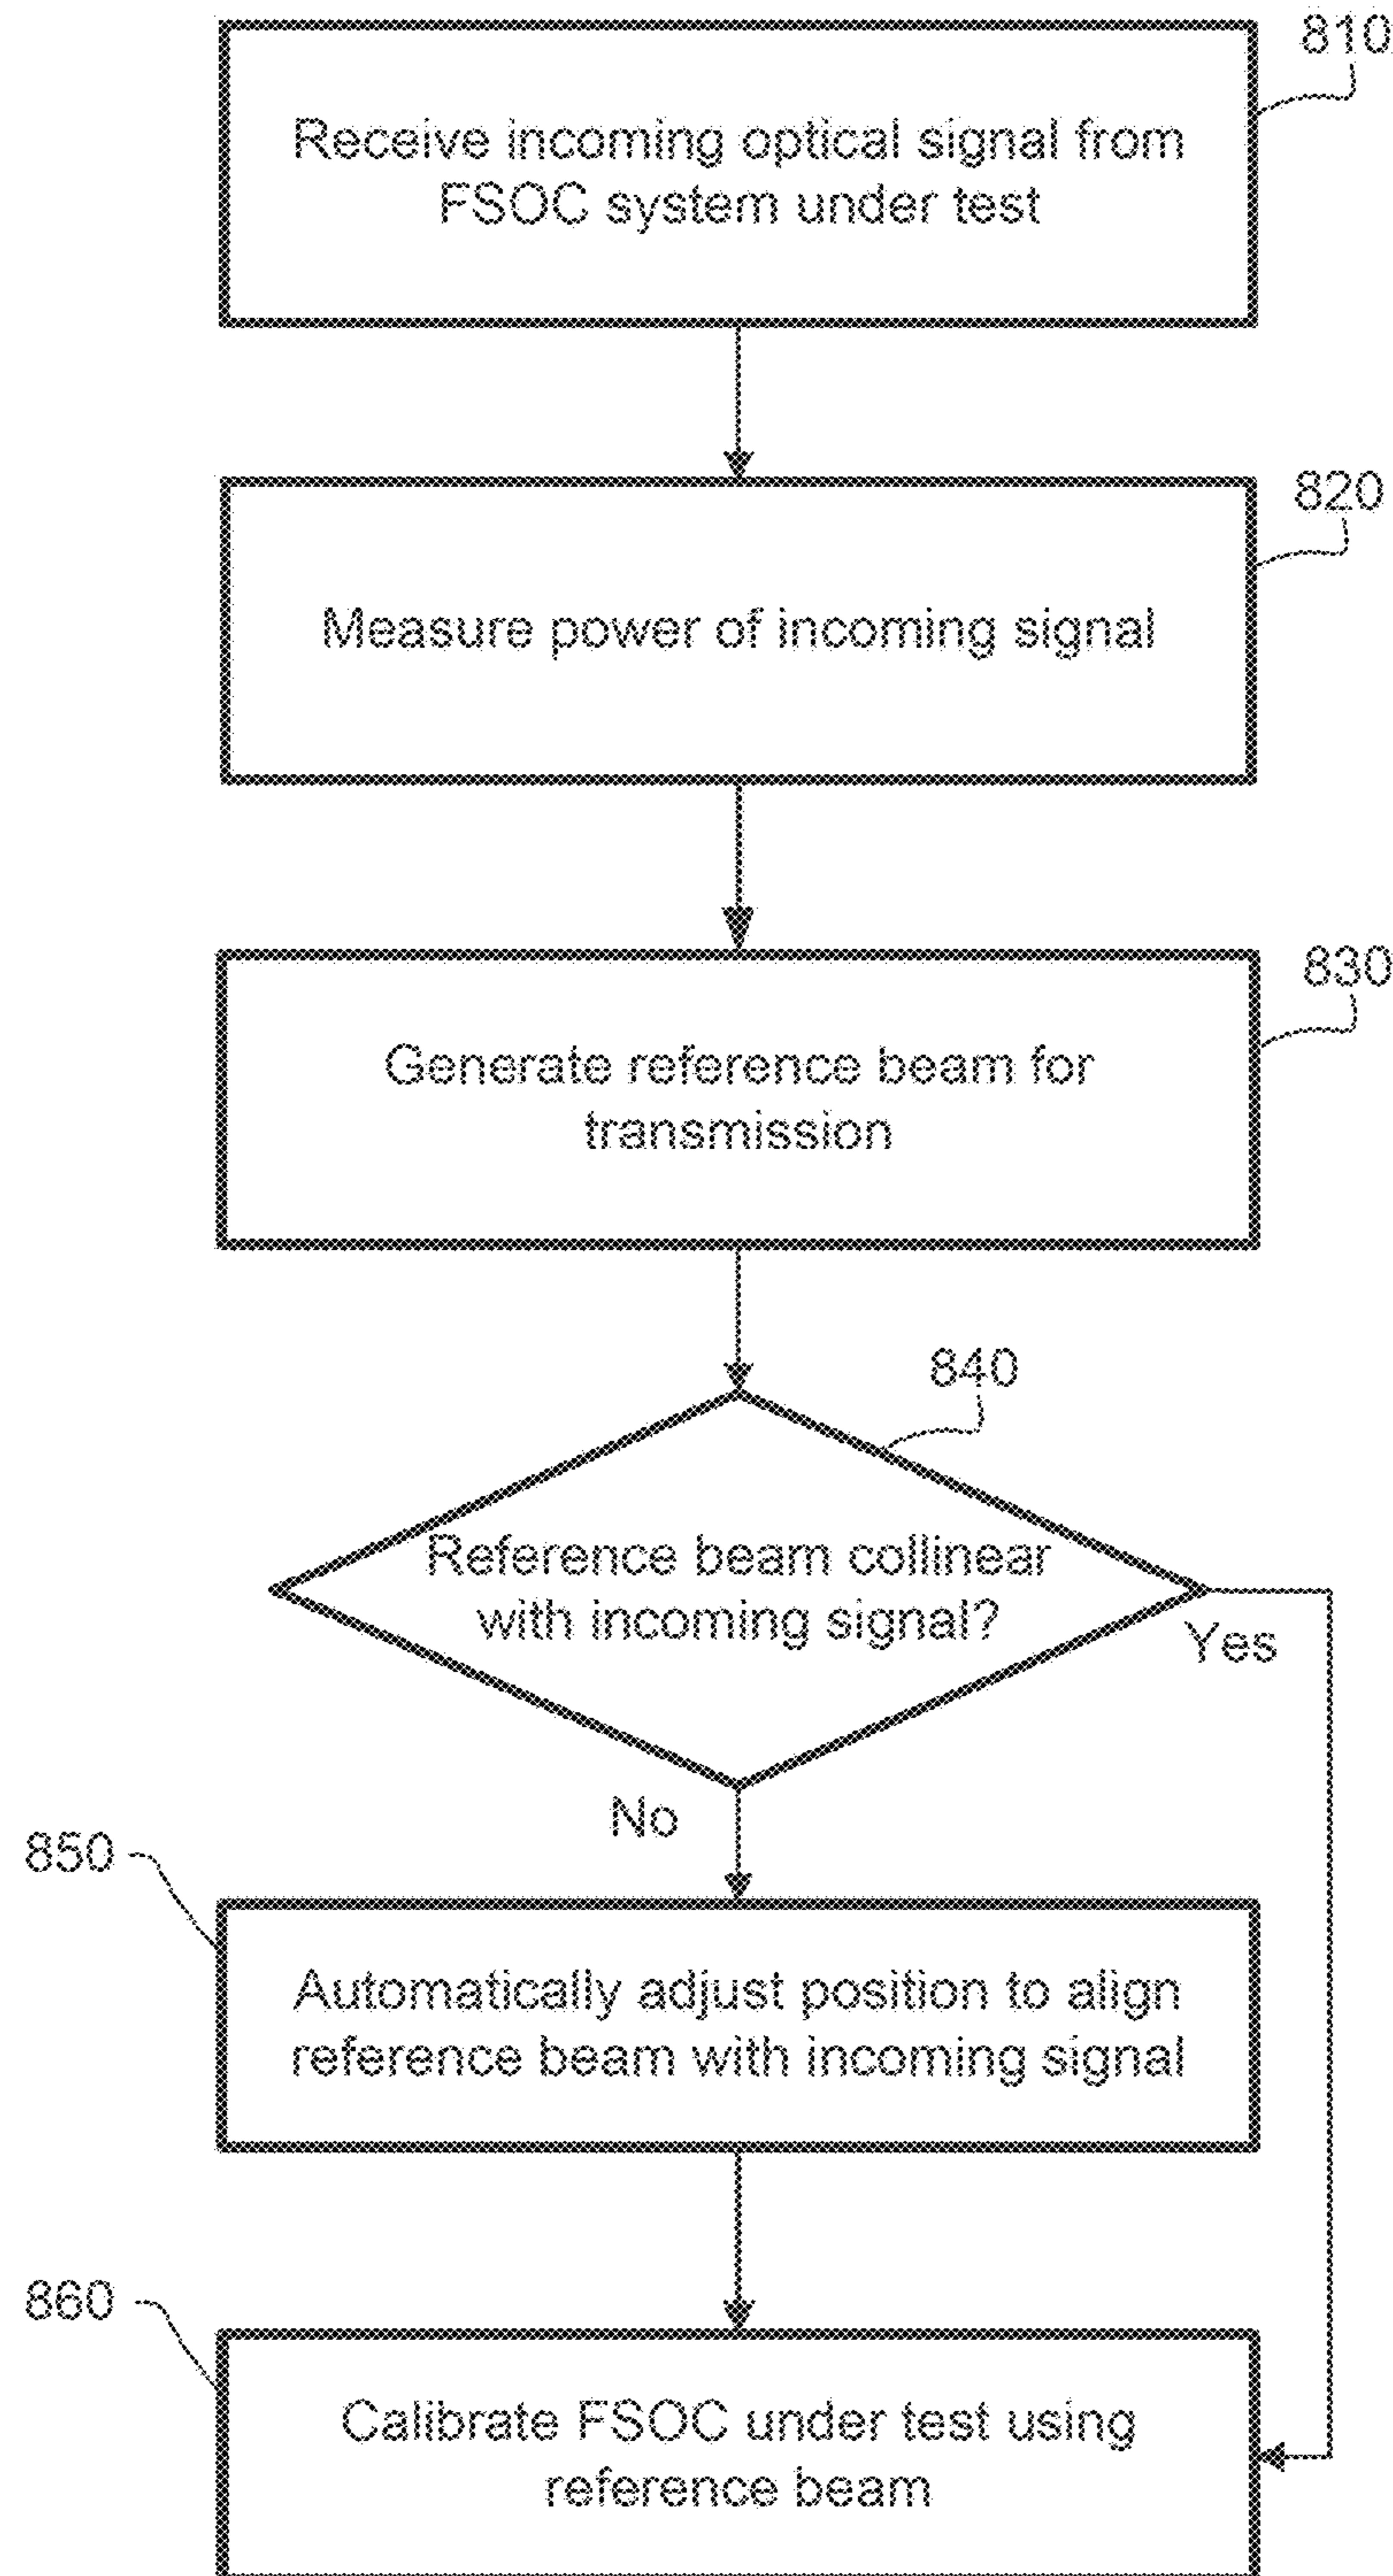 810
Receive incoming optical signal from
FSOC system under test
820
Measure power of incoming signal
830
Generate reference beam for
transmission
840
Reference beam collinear
with incoming signal?
Yes
No
850
Automatically adjust position to align
reference beam with incoming signal
860
Calibrate FSOC under test using
reference beam